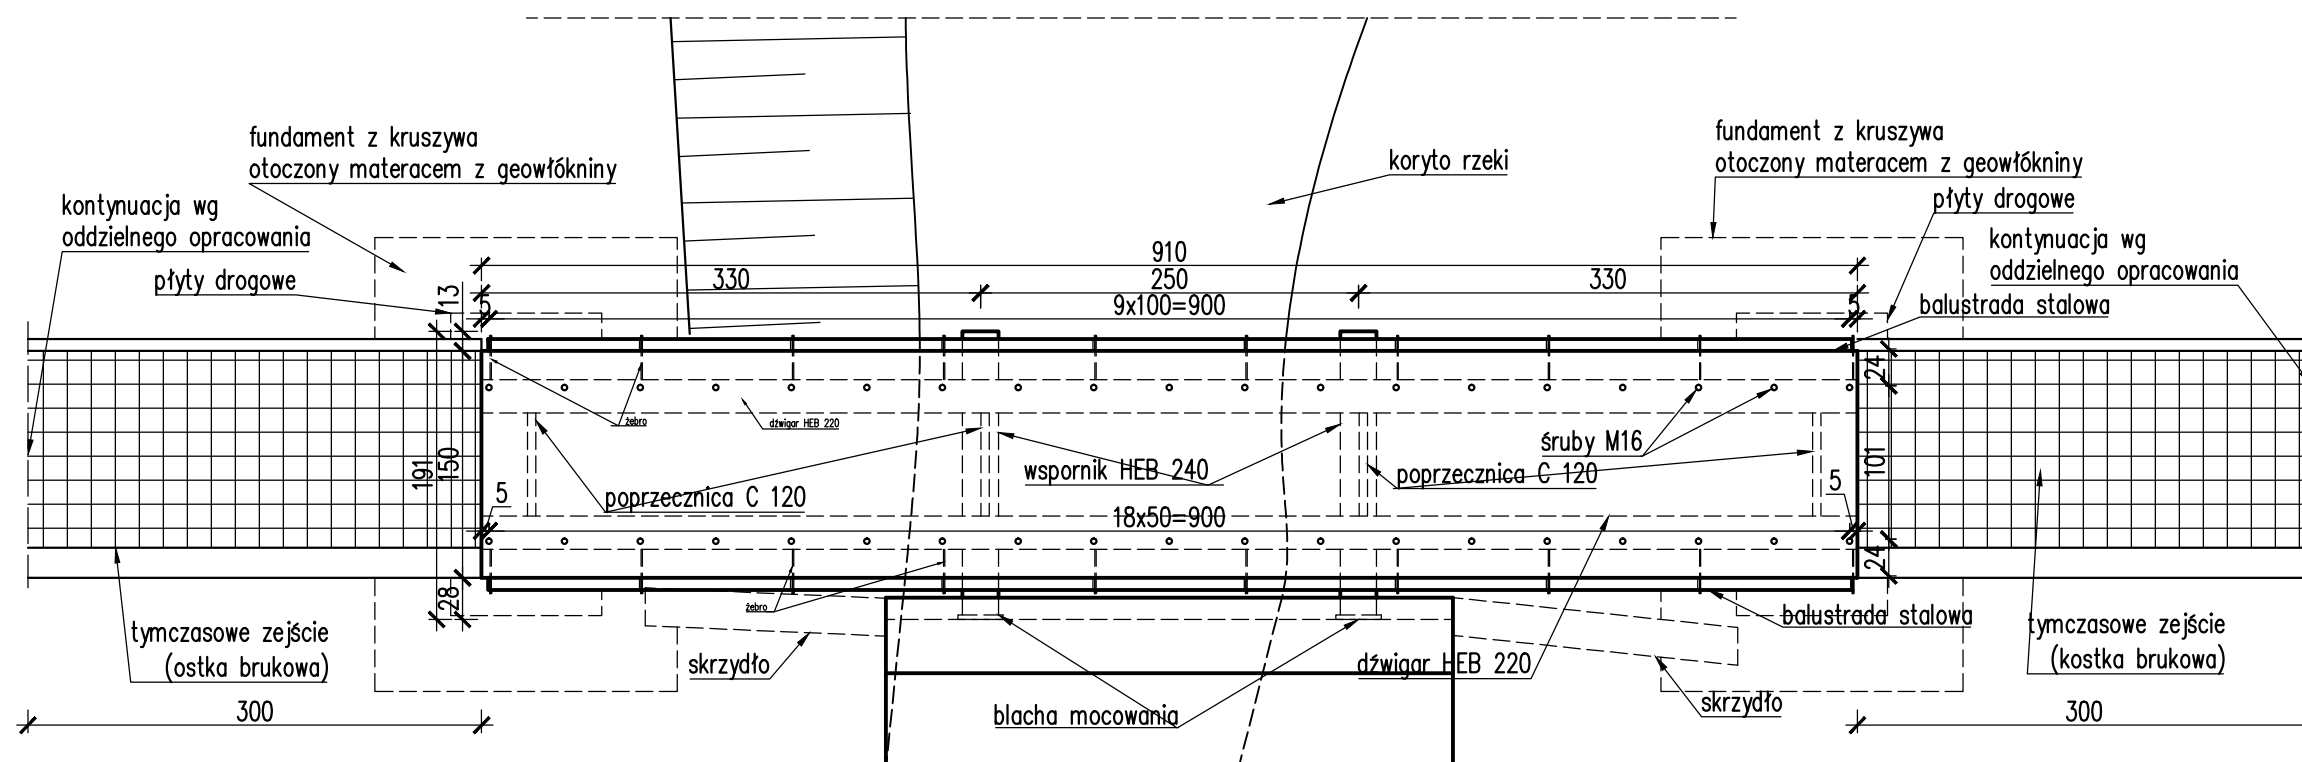 fundament z kruszywa
otoczony materacem z geowłókniny
kontynuacja wg
oddzielnego opracowania
płyty drogowe
koryto rzeki
fundament z kruszywa
otoczony materacem z geowłókniny
płyty drogowe
kontynuacja wg
oddzielnego opracowania
balustrada stalowa
910
330
250
330
13
5
9x100=900
5
24
żebro
dźwigar HEB 220
śruby M16
191
150
wspornik HEB 240
poprzecznica C 120
101
5
poprzecznica C 120
5
18x50=900
24
28
żebro
balustrada stalowa
tymczasowe zejście
(ostka brukowa)
skrzydło
dźwigar HEB 220
tymczasowe zejście
(kostka brukowa)
skrzydło
300
blacha mocowania
300